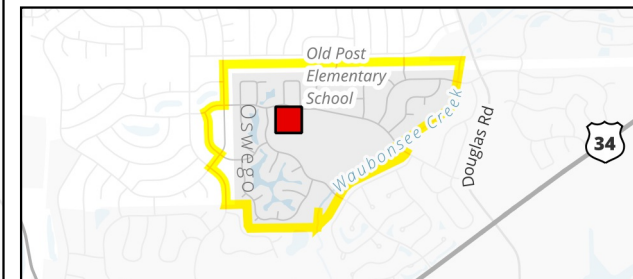 Old Post
Elementary
School
Oswego
Waubonsee Creek
Douglas Rd
34